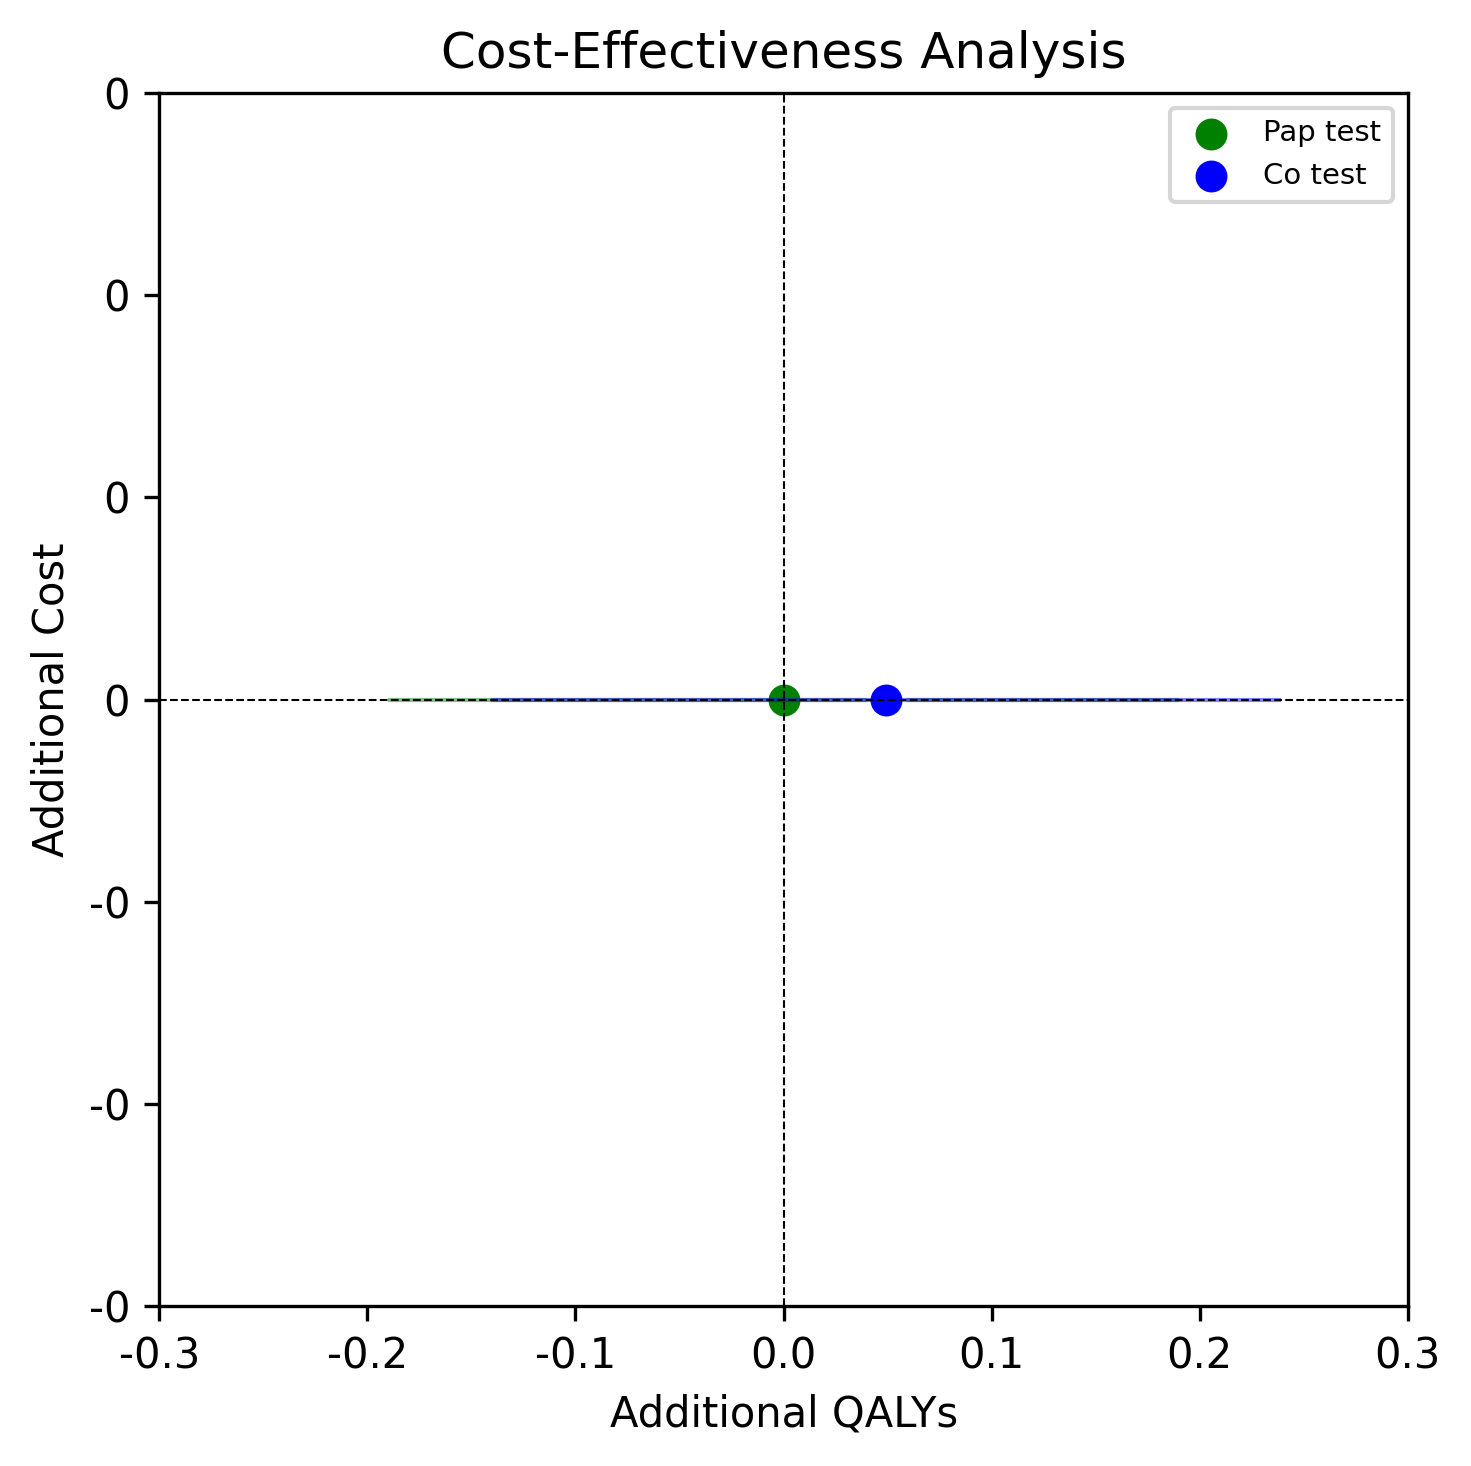 Cost-Effectiveness Analysis
Pap test
Co test
0
0
0
0
-0
-0
-0
Additional Cost
-0.3
-0.2
-0.1
0.0
0.1
0.2
0.3
Additional QALYs